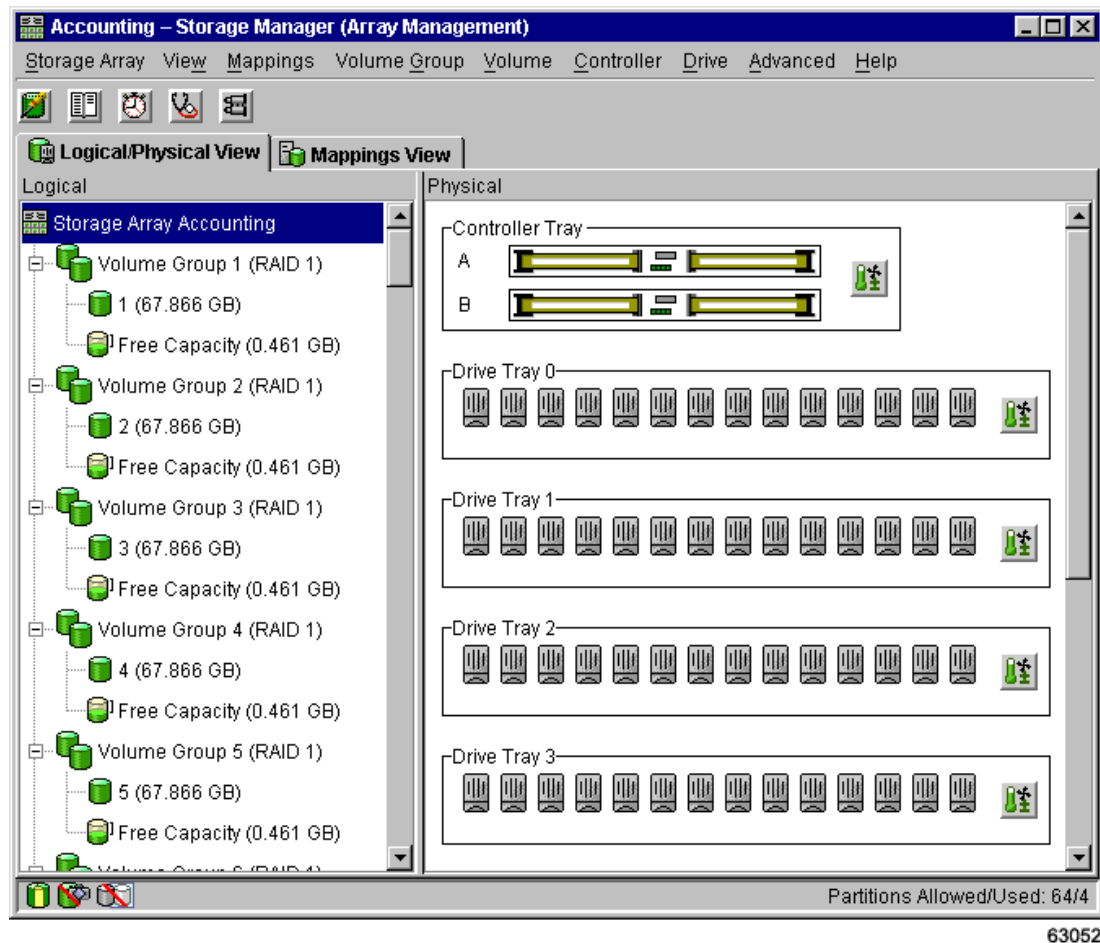 Accounting – Storage Manager (Array Management)
Storage Array View Mappings Volume Group Volume Controller Drive Advanced Help
Logical/Physical View Mappings View
Logical
Storage Array Accounting
Volume Group 1 (RAID 1)
1 (67.866 GB)
Free Capacity (0.461 GB)
Volume Group 2 (RAID 1)
2 (67.866 GB)
Free Capacity (0.461 GB)
Volume Group 3 (RAID 1)
3 (67.866 GB)
Free Capacity (0.461 GB)
Volume Group 4 (RAID 1)
4 (67.866 GB)
Free Capacity (0.461 GB)
Volume Group 5 (RAID 1)
5 (67.866 GB)
Free Capacity (0.461 GB)
Physical
Controller Tray
A
B
Drive Tray 0
Drive Tray 1
Drive Tray 2
Drive Tray 3
Partitions Allowed/Used: 64/4
63052